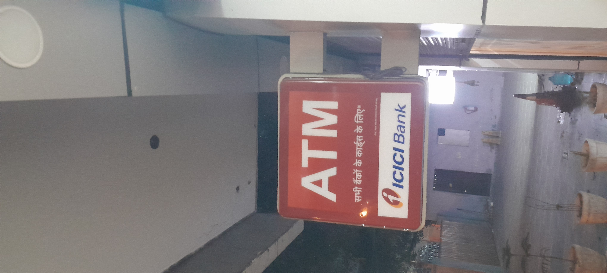 ATM
सभी बैंकों के कार्ड्स के लिए*
ICICI Bank